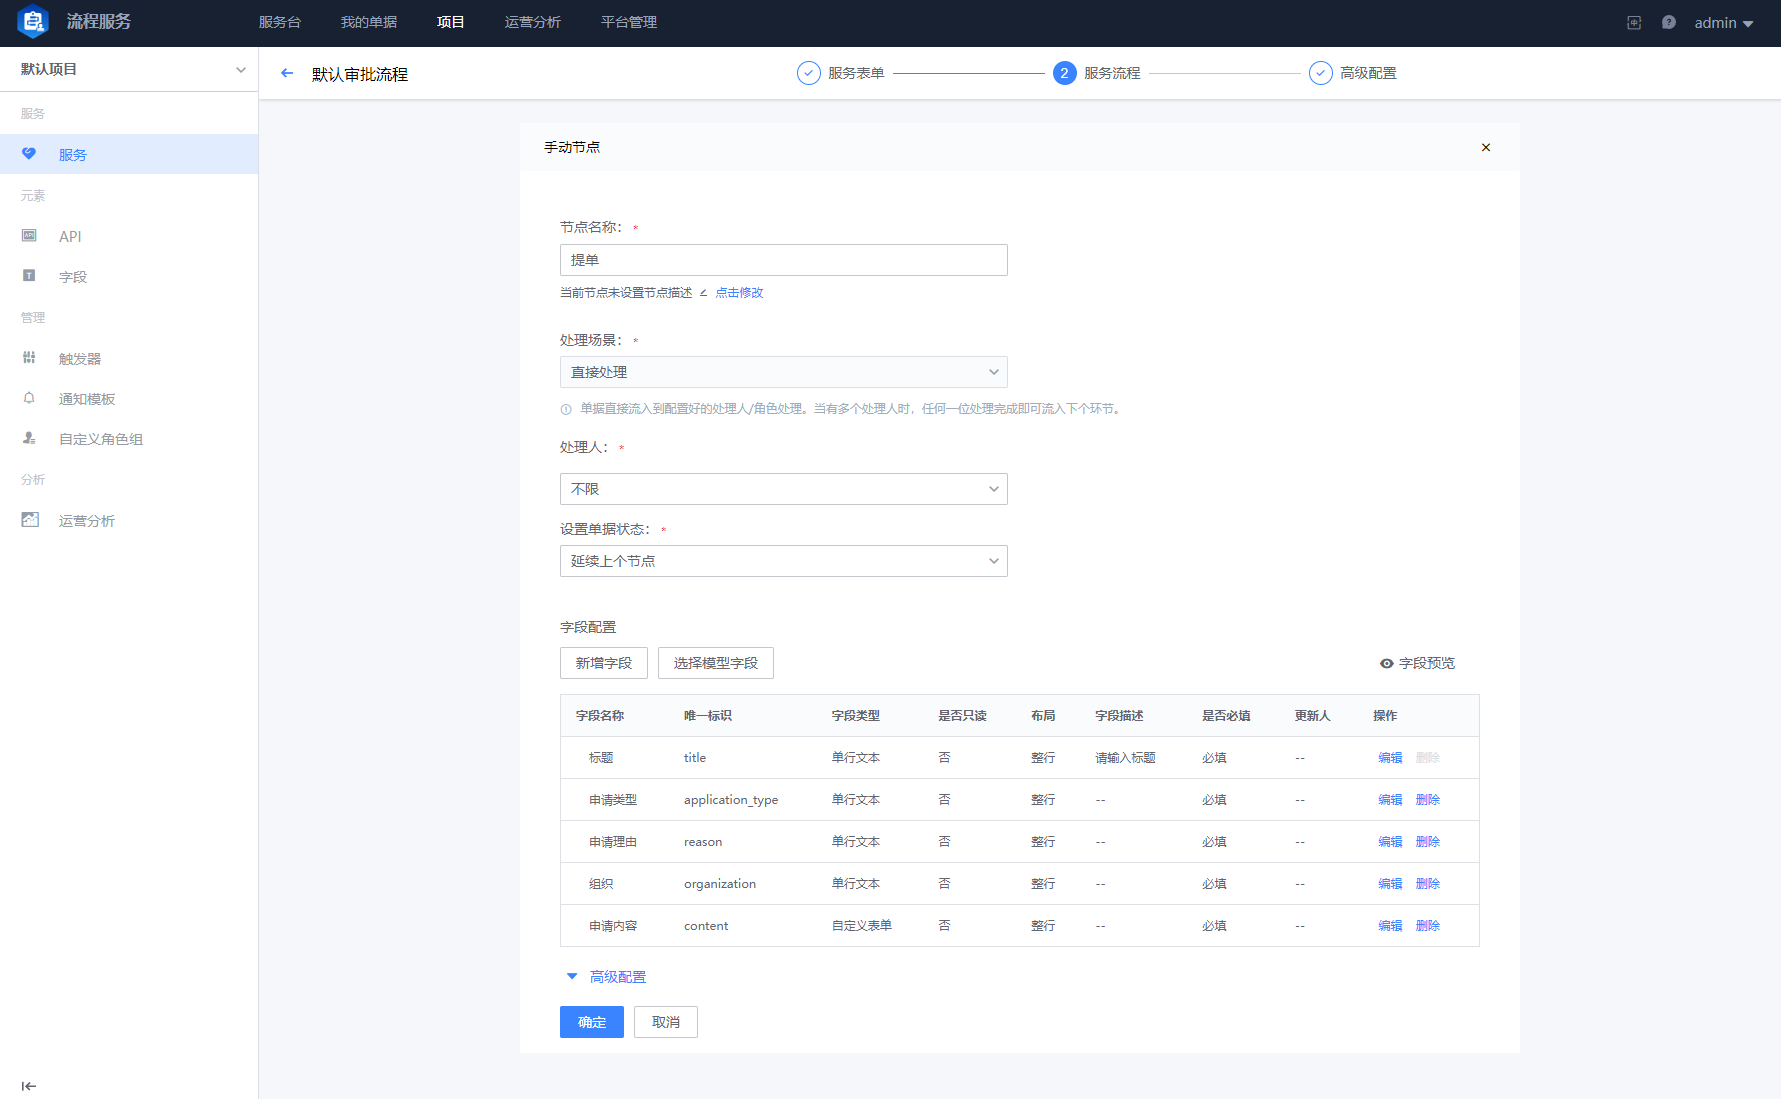 流程服务
服务台 我的单据 项目 运营分析 平台管理
admin
默认项目
服务
服务
元素
API
字段
管理
触发器
通知模板
自定义角色组
分析
运营分析
默认审批流程
服务表单 2 服务流程 高级配置
手动节点
节点名称： *
提单
当前节点未设置节点描述 点击修改
处理场景： *
直接处理
单据直接流入到配置好的处理人/角色处理。当有多个处理人时，任何一位处理完成即可流入下个环节。
处理人： *
不限
设置单据状态： *
延续上个节点
字段配置
新增字段 选择模型字段 字段预览
字段名称 唯一标识 字段类型 是否只读 布局 字段描述 是否必填 更新人 操作
标题 title 单行文本 否 整行 请输入标题 必填 -- 编辑 删除
申请类型 application_type 单行文本 否 整行 -- 必填 -- 编辑 删除
申请理由 reason 单行文本 否 整行 -- 必填 -- 编辑 删除
组织 organization 单行文本 否 整行 -- 必填 -- 编辑 删除
申请内容 content 自定义表单 否 整行 -- 必填 -- 编辑 删除
高级配置
确定 取消